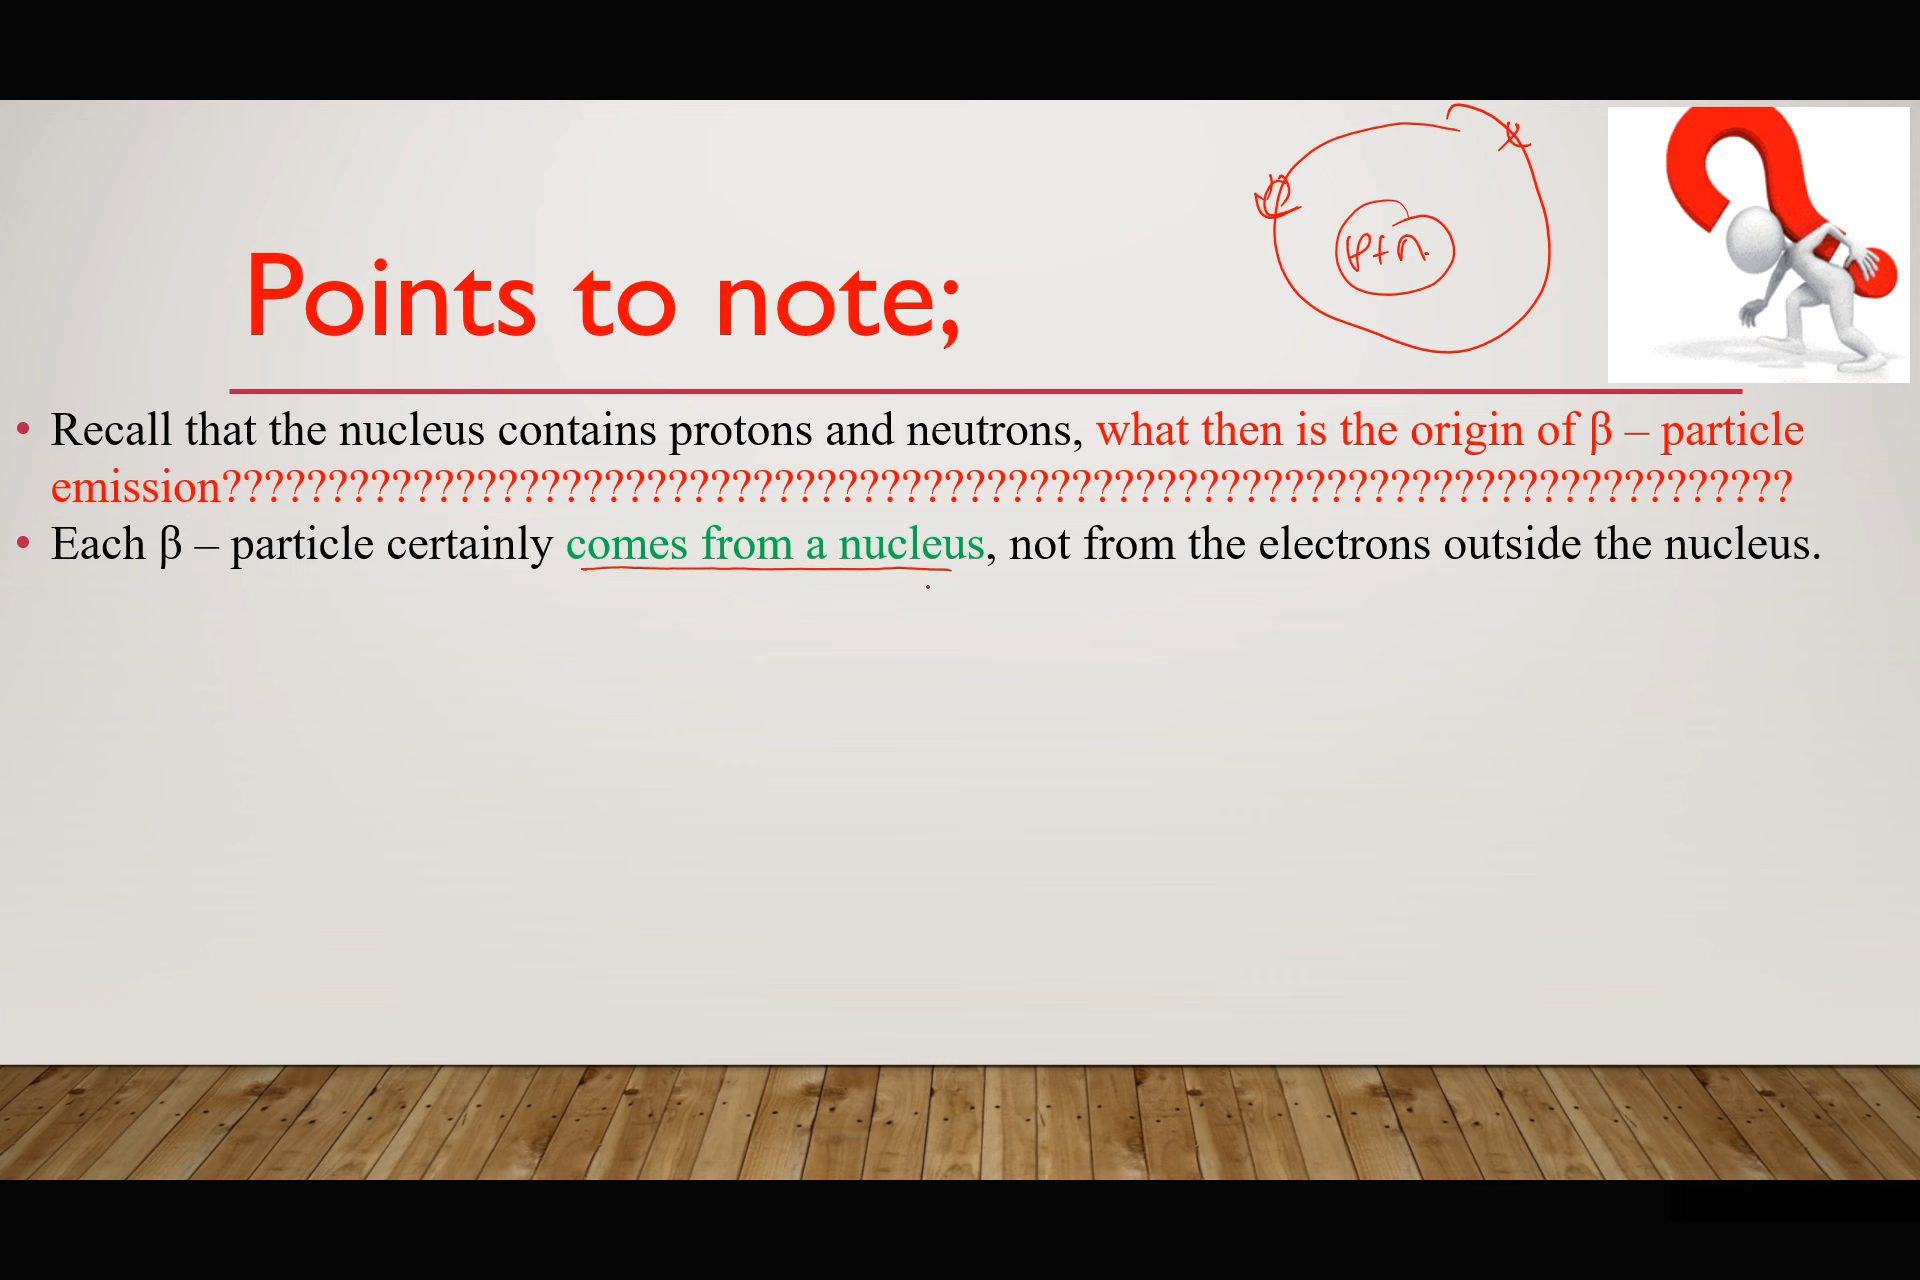 p+n
Points to note;
• Recall that the nucleus contains protons and neutrons, what then is the origin of β – particle
emission??????????????????????????????????????????????????????????????????????????
• Each β – particle certainly comes from a nucleus, not from the electrons outside the nucleus.